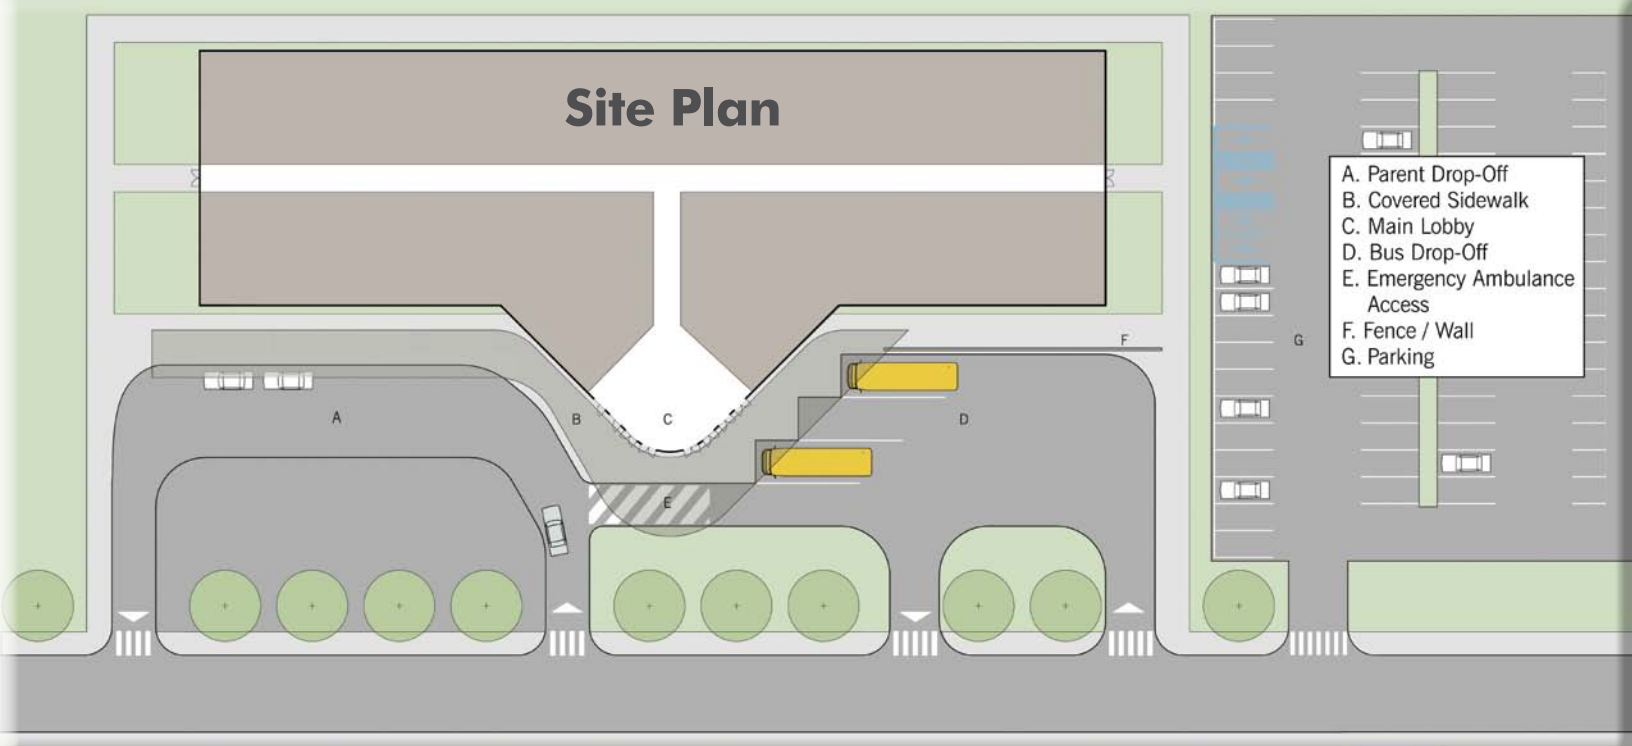 Site Plan
A. Parent Drop-Off
B. Covered Sidewalk
C. Main Lobby
D. Bus Drop-Off
E. Emergency Ambulance
Access
F. Fence / Wall
G. Parking
F
G
A
B
C
D
E